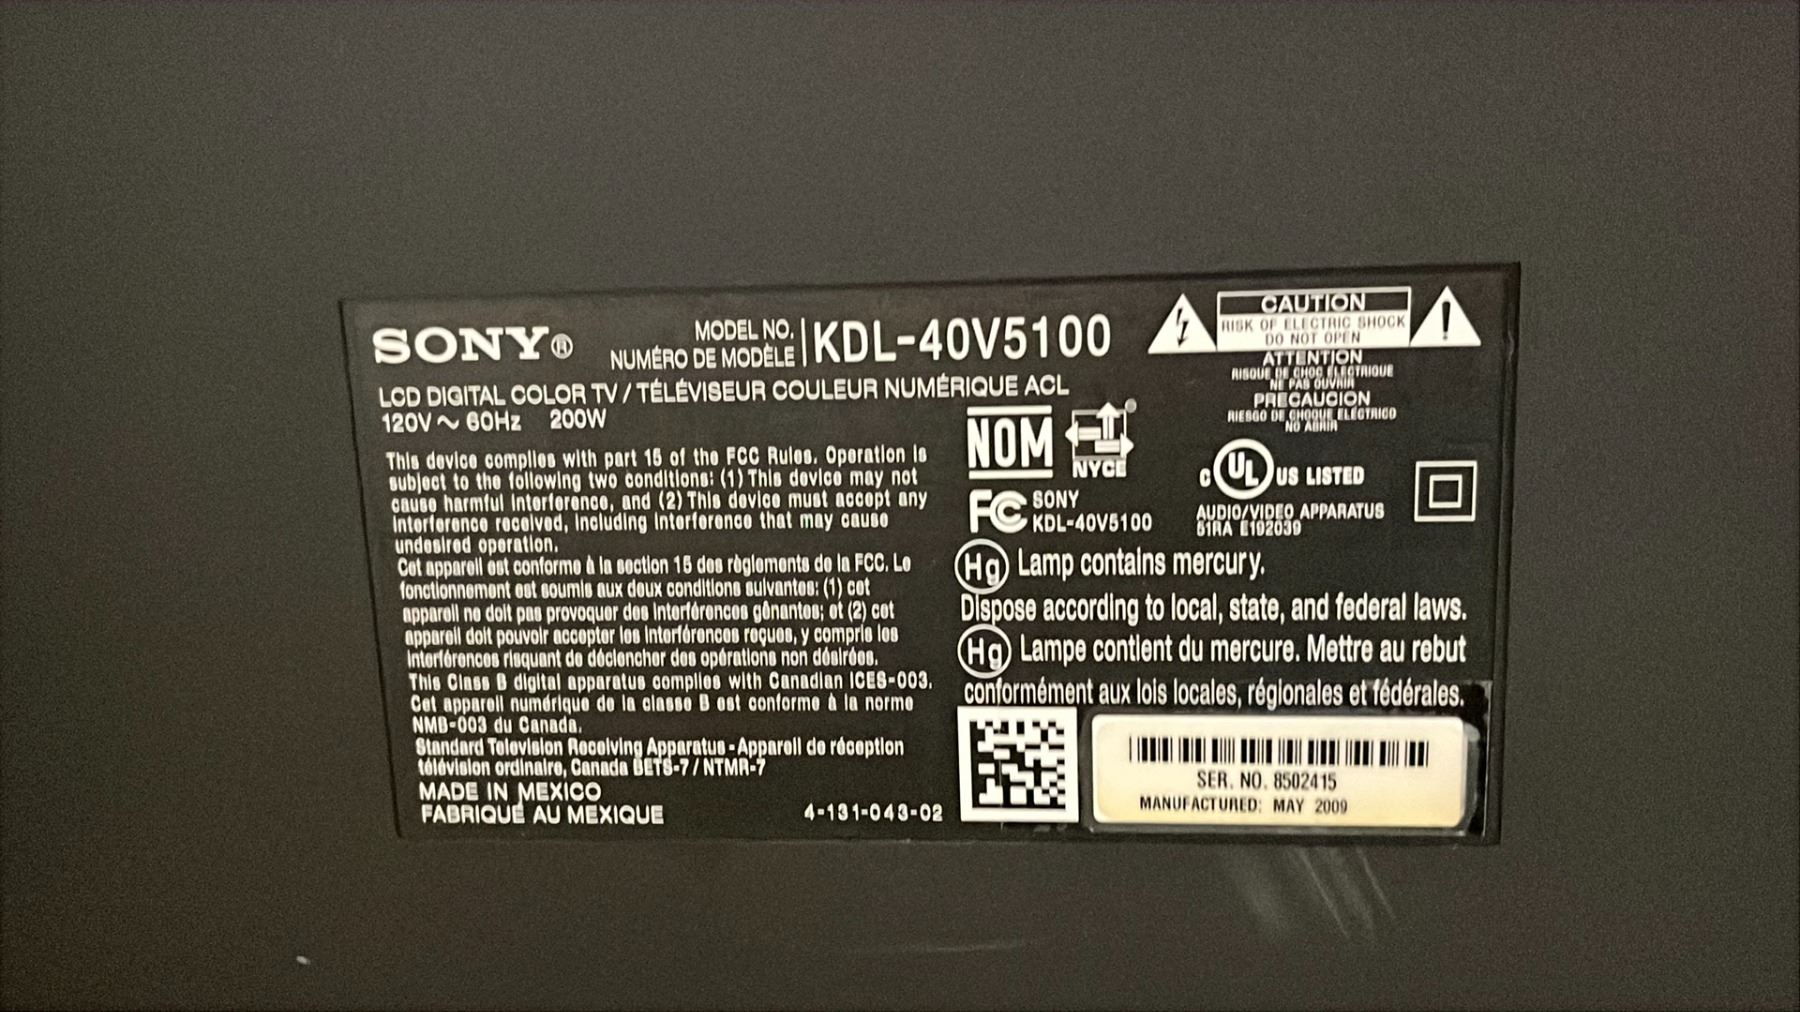 SONY®
MODEL NO.
NUMÉRO DE MODÈLE
KDL-40V5100
LCD DIGITAL COLOR TV / TÉLÉVISEUR COULEUR NUMÉRIQUE ACL
120V ~ 60Hz 200W
This device complies with part 15 of the FCC Rules. Operation is
subject to the following two conditions: (1) This device may not
cause harmful interference, and (2) This device must accept any
interference received, including interference that may cause
undesired operation.
Cet appareil est conforme à la section 15 des règlements de la FCC. Le
fonctionnement est soumis aux deux conditions suivantes: (1) cet
appareil ne doit pas provoquer des interférences gênantes; et (2) cet
appareil doit pouvoir accepter les interférences reçues, y compris les
interférences risquant de déclencher des opérations non désirées.
This Class B digital apparatus complies with Canadian ICES-003.
Cet appareil numérique de la classe B est conforme à la norme
NMB-003 du Canada.
Standard Television Receiving Apparatus - Appareil de réception
télévision ordinaire, Canada BETS-7 / NTMR-7
MADE IN MEXICO
FABRIQUÉ AU MEXIQUE
4-131-043-02
CAUTION
RISK OF ELECTRIC SHOCK
DO NOT OPEN
ATTENTION
RISQUE DE CHOC ÉLECTRIQUE
NE PAS OUVRIR
PRECAUCION
RIESGO DE CHOQUE ELÉCTRICO
NO ABRIR
NOM
NYCE
FC SONY
KDL-40V5100
C UL US LISTED
AUDIO/VIDEO APPARATUS
51RA E192039
Hg Lamp contains mercury.
Dispose according to local, state, and federal laws.
Hg Lampe contient du mercure. Mettre au rebut
conformément aux lois locales, régionales et fédérales.
SER. NO. 8502415
MANUFACTURED: MAY 2009